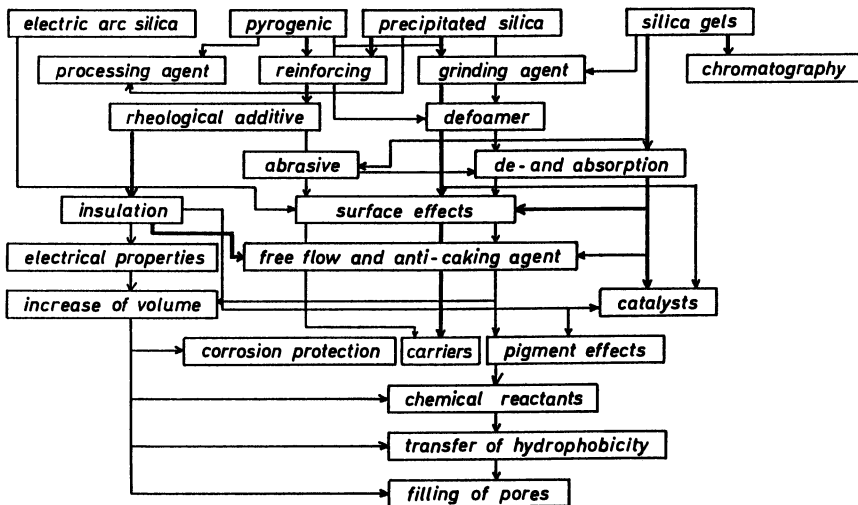 electric arc silica
pyrogenic
precipitated silica
silica gels
processing agent
reinforcing
grinding agent
chromatography
rheological additive
defoamer
abrasive
de- and absorption
insulation
surface effects
electrical properties
free flow and anti-caking agent
increase of volume
catalysts
corrosion protection
carriers
pigment effects
chemical reactants
transfer of hydrophobicity
filling of pores